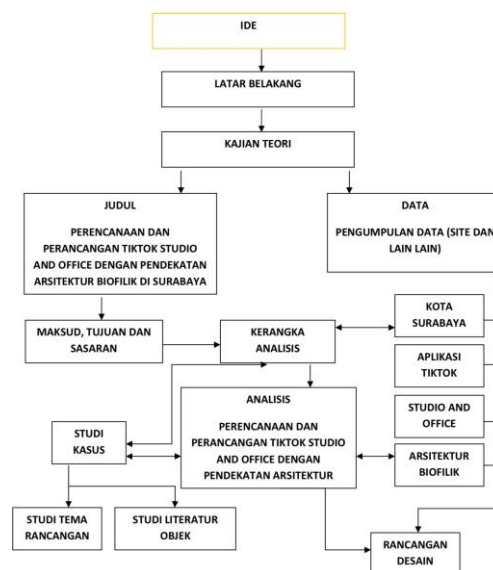 IDE
LATAR BELAKANG
KAJIAN TEORI
JUDUL
PERENCANAAN DAN
PERANCANGAN TIKTOK STUDIO
AND OFFICE DENGAN PENDEKATAN
ARSITEKTUR BIOFILIK DI SURABAYA
DATA
PENGUMPULAN DATA (SITE DAN
LAIN LAIN)
MAKSUD, TUJUAN DAN
SASARAN
KERANGKA
ANALISIS
KOTA
SURABAYA
APLIKASI
TIKTOK
STUDIO AND
OFFICE
ARSITEKTUR
BIOFILIK
ANALISIS
PERENCANAAN DAN
PERANCANGAN TIKTOK STUDIO
AND OFFICE DENGAN
PENDEKATAN ARSITEKTUR
STUDI
KASUS
STUDI TEMA
RANCANGAN
STUDI LITERATUR
OBJEK
RANCANGAN
DESAIN